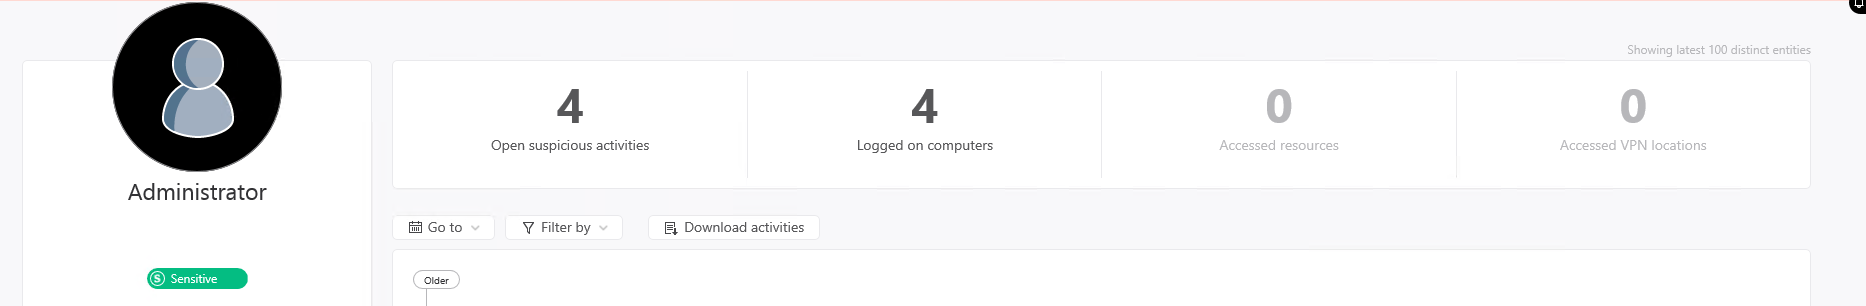 Showing latest 100 distinct entities
4
Open suspicious activities
4
Logged on computers
0
Accessed resources
0
Accessed VPN locations
Administrator
S Sensitive
Go to
Filter by
Download activities
Older